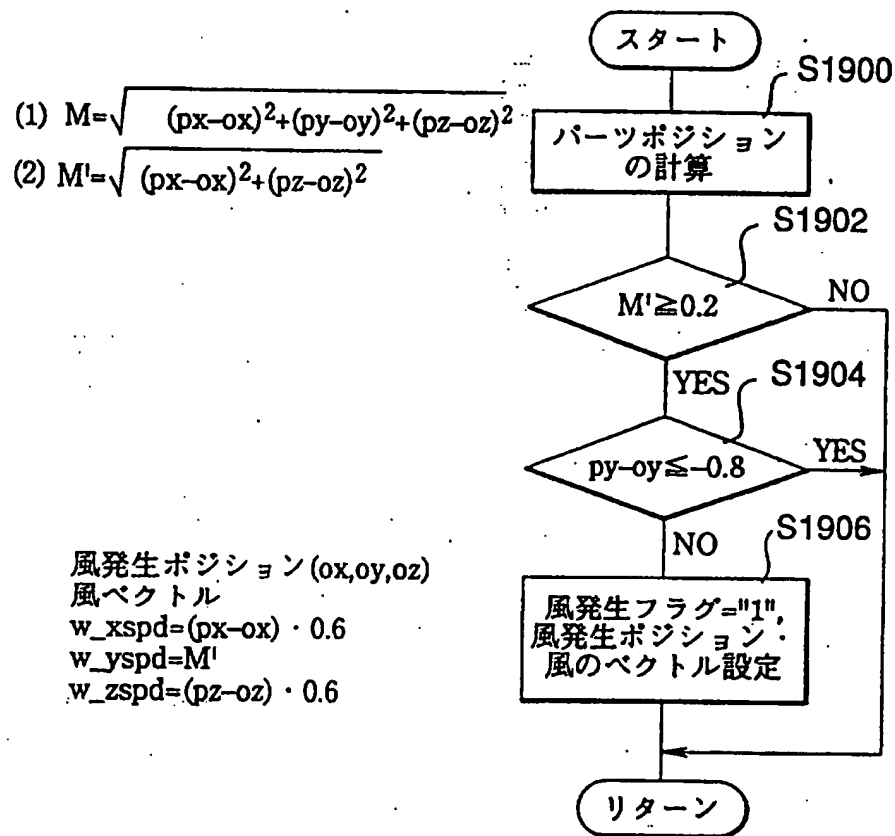 スタート
S1900
(1) M=√(px-ox)²+(py-oy)²+(pz-oz)²
(2) M'=√(px-ox)²+(pz-oz)²
パーツポジション
の計算
S1902
M'≧0.2
NO
YES
S1904
py-oy≦-0.8
YES
NO
S1906
風発生ポジション(ox,oy,oz)
風ベクトル
w_xspd=(px-ox)・0.6
w_yspd=M'
w_zspd=(pz-oz)・0.6
風発生フラグ="1",
風発生ポジション・
風のベクトル設定
リターン